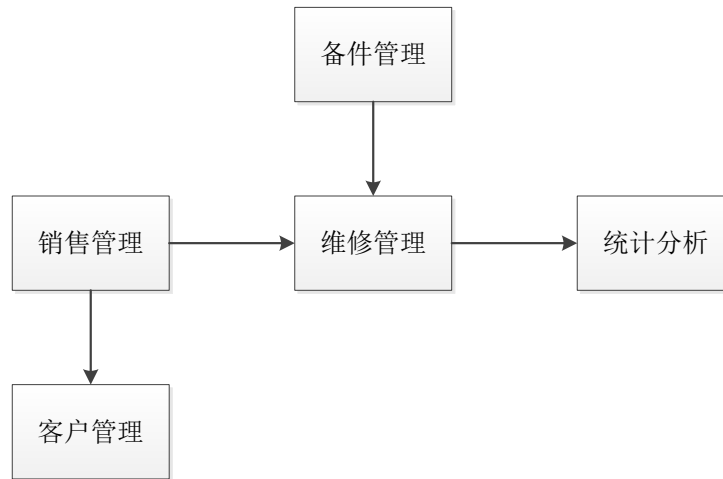 备件管理
销售管理
维修管理
统计分析
客户管理